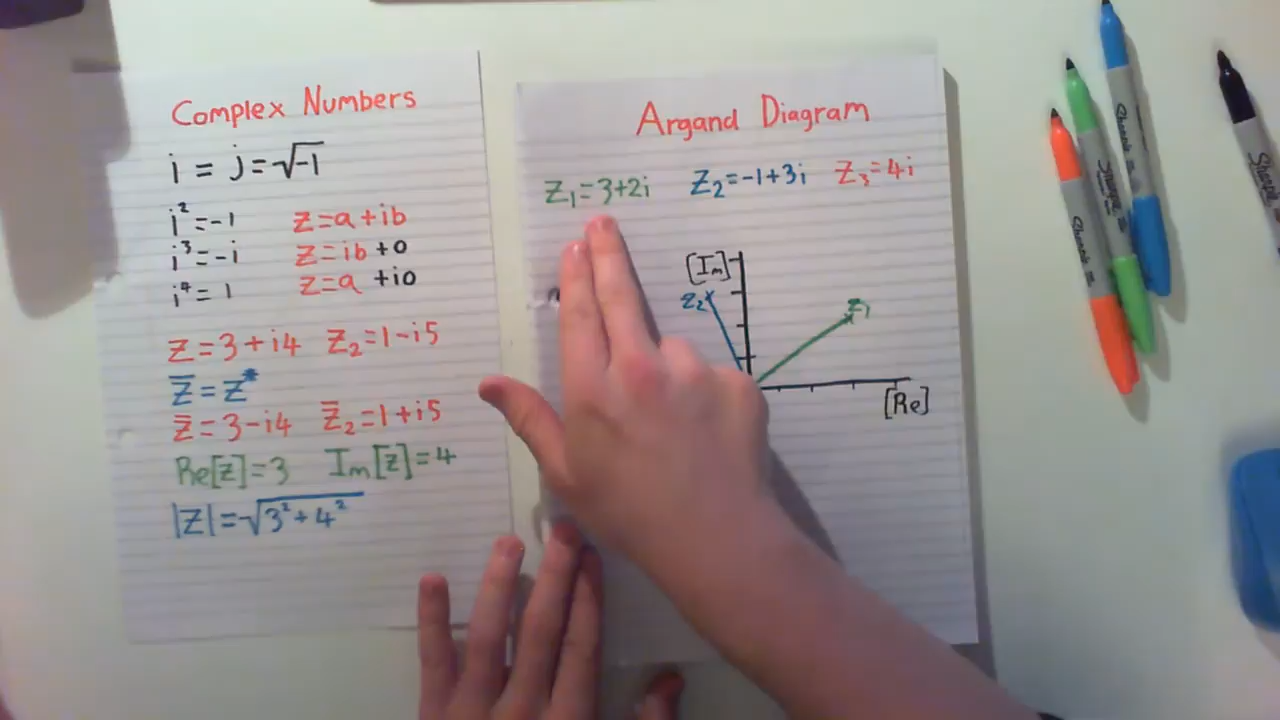 Complex Numbers
i = j = √-1
i² = -1 z = a + ib
i³ = -i z = ib + 0
i⁴ = 1 z = a + i0
z = 3 + i4 z₂ = 1 - i5
z̅ = z*
z̅ = 3 - i4 z̅₂ = 1 + i5
Re[z] = 3 Im[z] = 4
|z| = √3² + 4²
Argand Diagram
z₁ = 3 + 2i z₂ = -1 + 3i z₃ = 4i
[Im]
z₂ z₁
[Re]
Sharpie
Sharpie
Sharpie
Sharpie